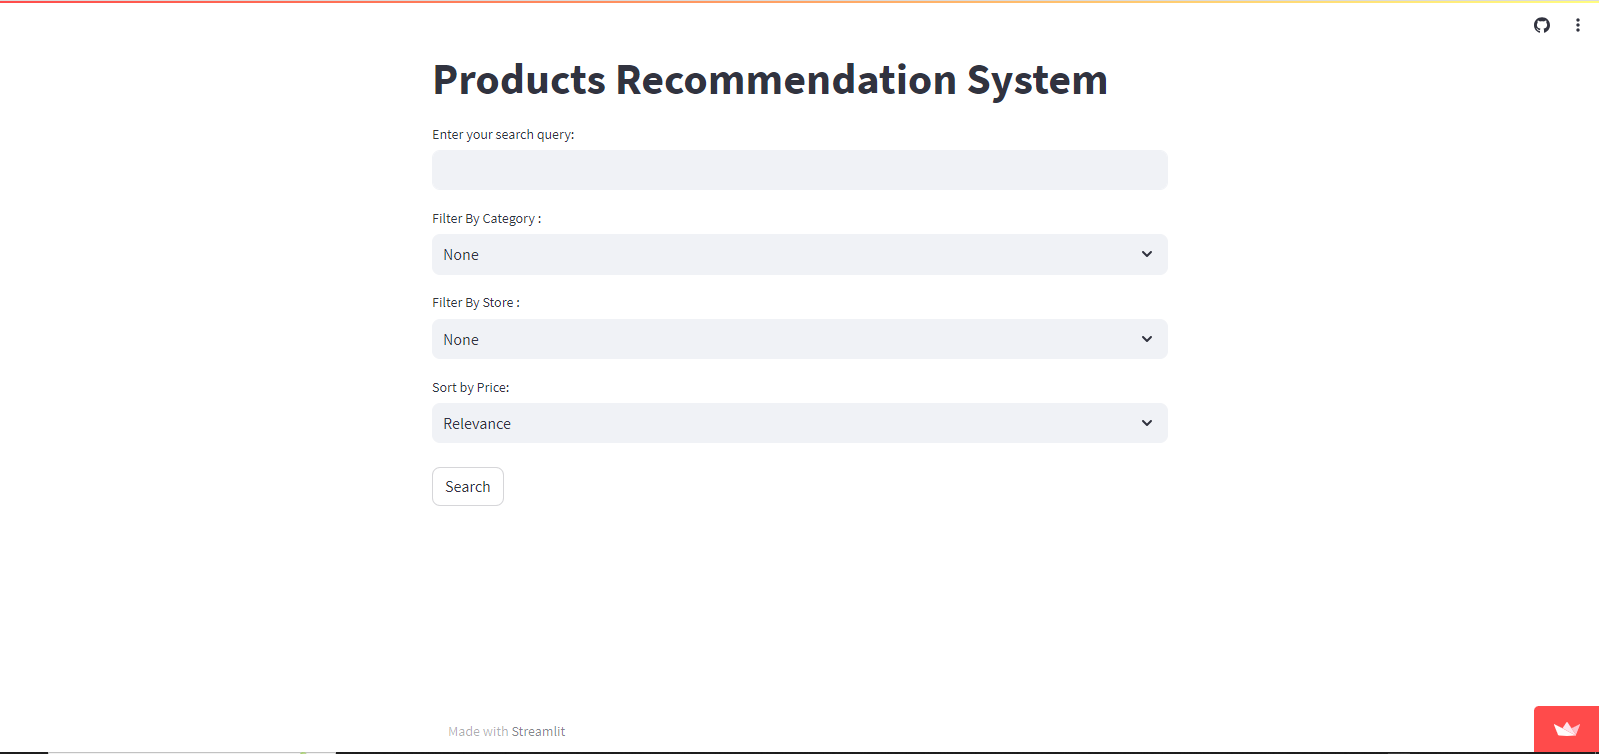 Products Recommendation System
Enter your search query:
Filter By Category :
None
Filter By Store :
None
Sort by Price:
Relevance
Search
Made with Streamlit